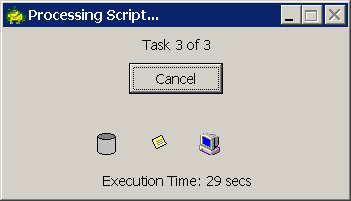 Processing Script...
Task 3 of 3
Cancel
Execution Time: 29 secs